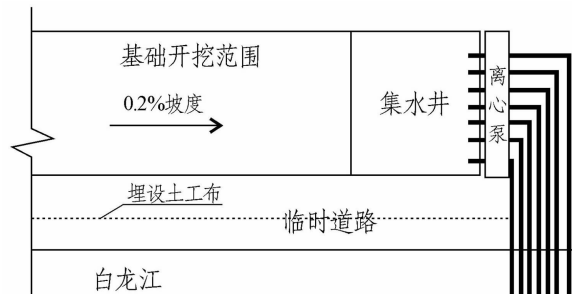 基础开挖范围
0.2%坡度
集水井
离心泵
埋设土工布
临时道路
白龙江